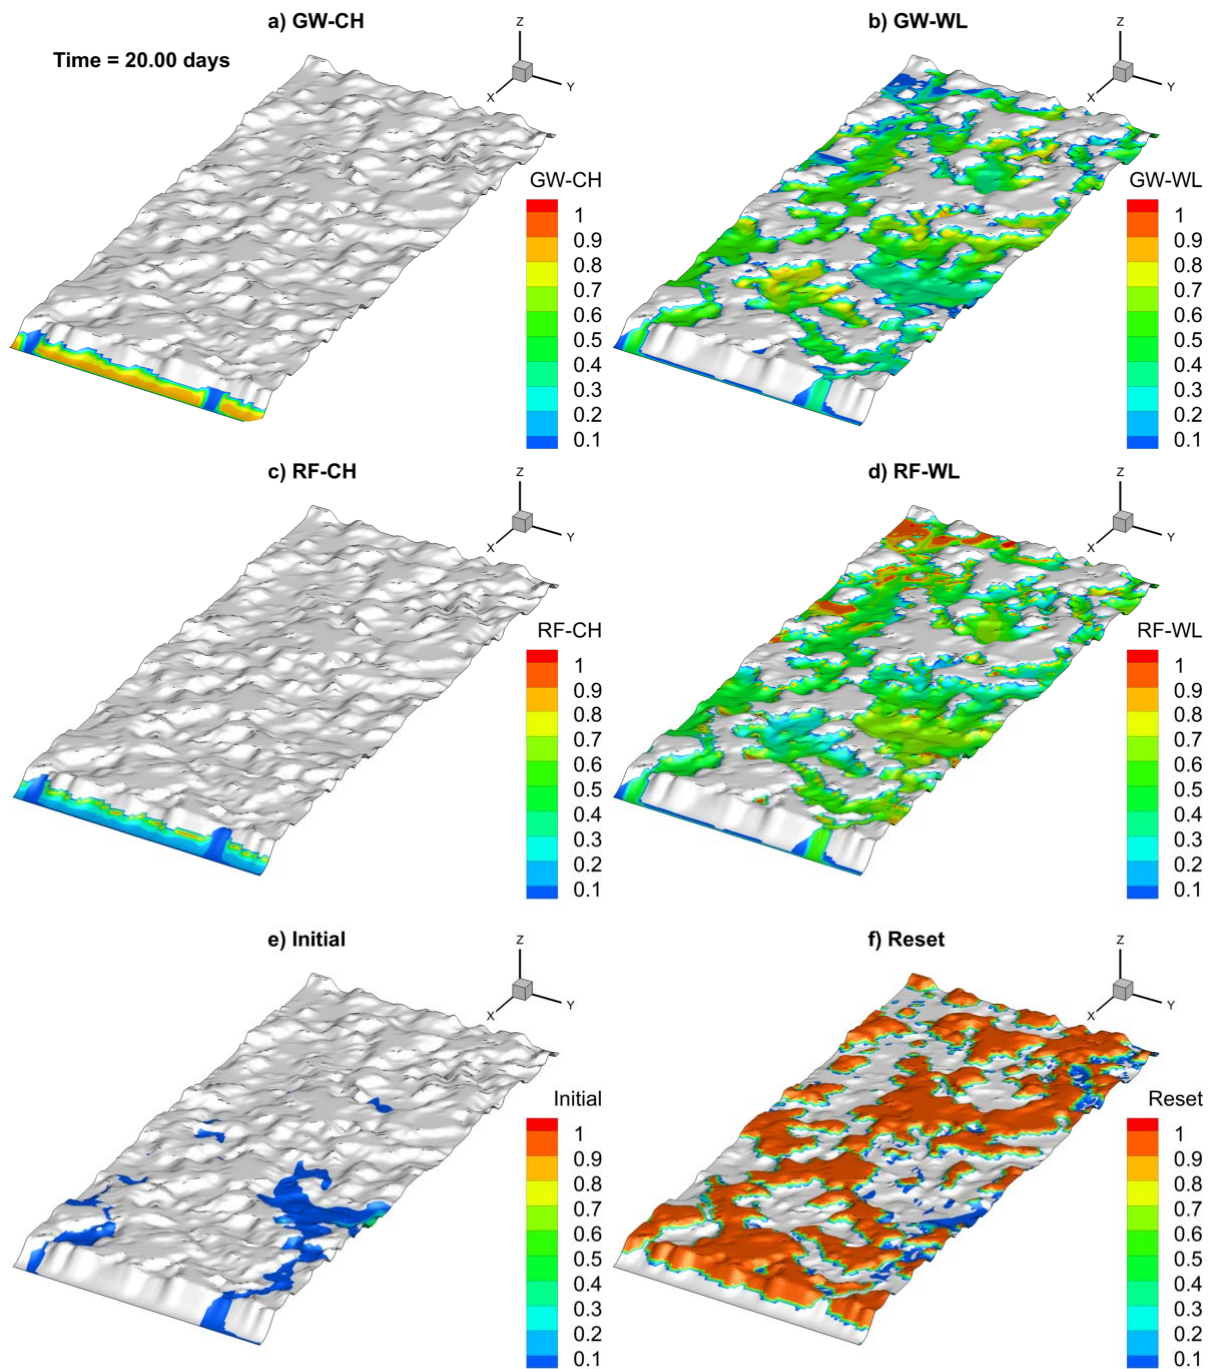 a) GW-CH
b) GW-WL
Time = 20.00 days
Z
X
Y
Z
X
Y
GW-CH
1
0.9
0.8
0.7
0.6
0.5
0.4
0.3
0.2
0.1
GW-WL
1
0.9
0.8
0.7
0.6
0.5
0.4
0.3
0.2
0.1
c) RF-CH
d) RF-WL
Z
X
Y
Z
X
Y
RF-CH
1
0.9
0.8
0.7
0.6
0.5
0.4
0.3
0.2
0.1
RF-WL
1
0.9
0.8
0.7
0.6
0.5
0.4
0.3
0.2
0.1
e) Initial
f) Reset
Z
X
Y
Z
X
Y
Initial
1
0.9
0.8
0.7
0.6
0.5
0.4
0.3
0.2
0.1
Reset
1
0.9
0.8
0.7
0.6
0.5
0.4
0.3
0.2
0.1